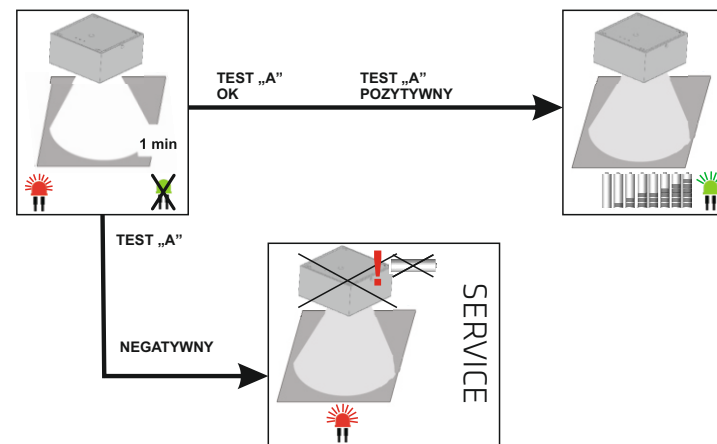 TEST „A”
OK
TEST „A”
POZYTYWNY
1 min
TEST „A”
NEGATYWNY
!
SERVICE